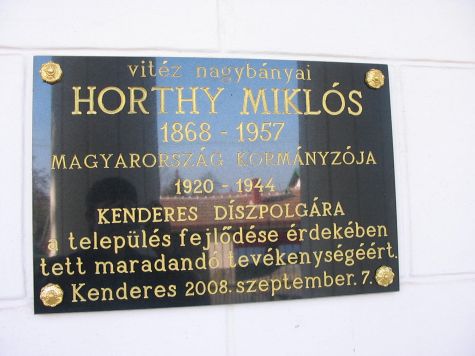 vitéz nagybányai
HORTHY MIKLÓS
1868 - 1957
MAGYARORSZÁG KORMÁNYZÓJA
1920 - 1944
KENDERES DÍSZPOLGÁRA
a település fejlődése érdekében
tett maradandó tevékenységéért.
Kenderes 2008. szeptember. 7.